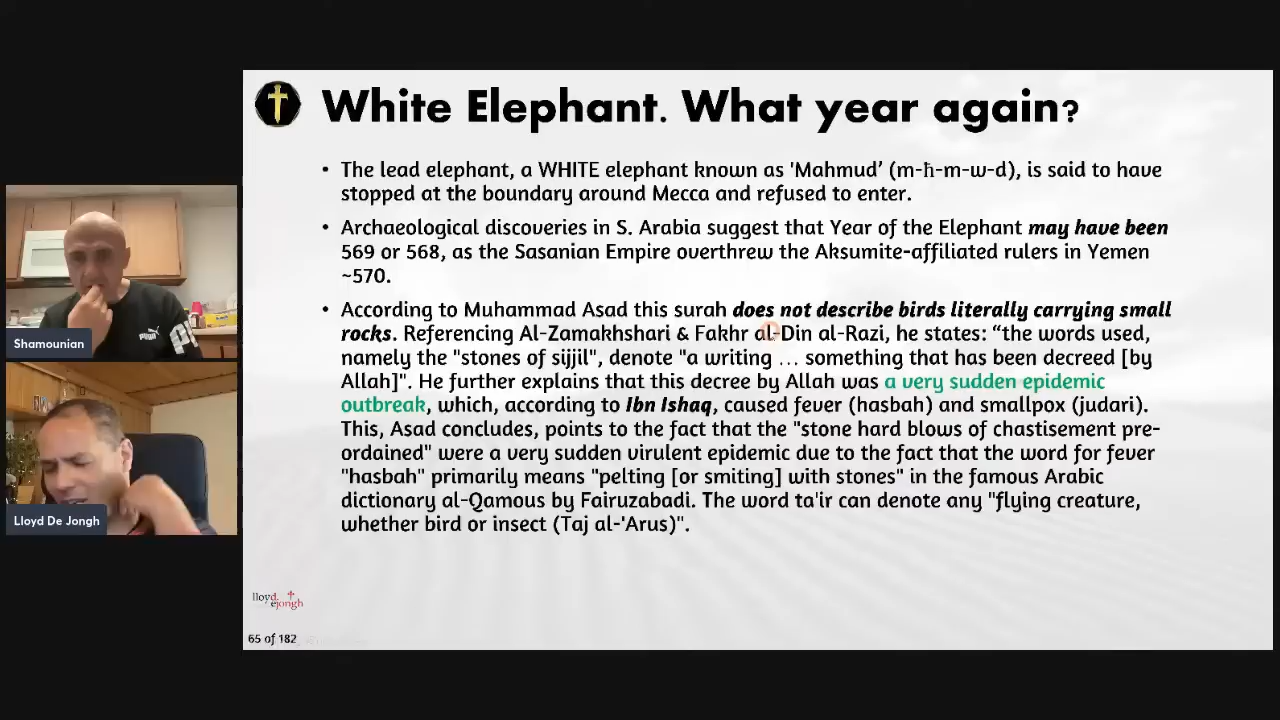 White Elephant. What year again?
• The lead elephant, a WHITE elephant known as 'Mahmud’ (m-ħ-m-w-d), is said to have
stopped at the boundary around Mecca and refused to enter.
• Archaeological discoveries in S. Arabia suggest that Year of the Elephant may have been
569 or 568, as the Sasanian Empire overthrew the Aksumite-affiliated rulers in Yemen
~570.
• According to Muhammad Asad this surah does not describe birds literally carrying small
rocks. Referencing Al-Zamakhshari & Fakhr al-Din al-Razi, he states: “the words used,
namely the "stones of sijjil", denote "a writing ... something that has been decreed [by
Allah]". He further explains that this decree by Allah was a very sudden epidemic
outbreak, which, according to Ibn Ishaq, caused fever (hasbah) and smallpox (judari).
This, Asad concludes, points to the fact that the "stone hard blows of chastisement pre-
ordained" were a very sudden virulent epidemic due to the fact that the word for fever
"hasbah" primarily means "pelting [or smiting] with stones" in the famous Arabic
dictionary al-Qamous by Fairuzabadi. The word ta'ir can denote any "flying creature,
whether bird or insect (Taj al-'Arus)".
Shamounian
Lloyd De Jongh
lloyd
ejongh
65 of 182